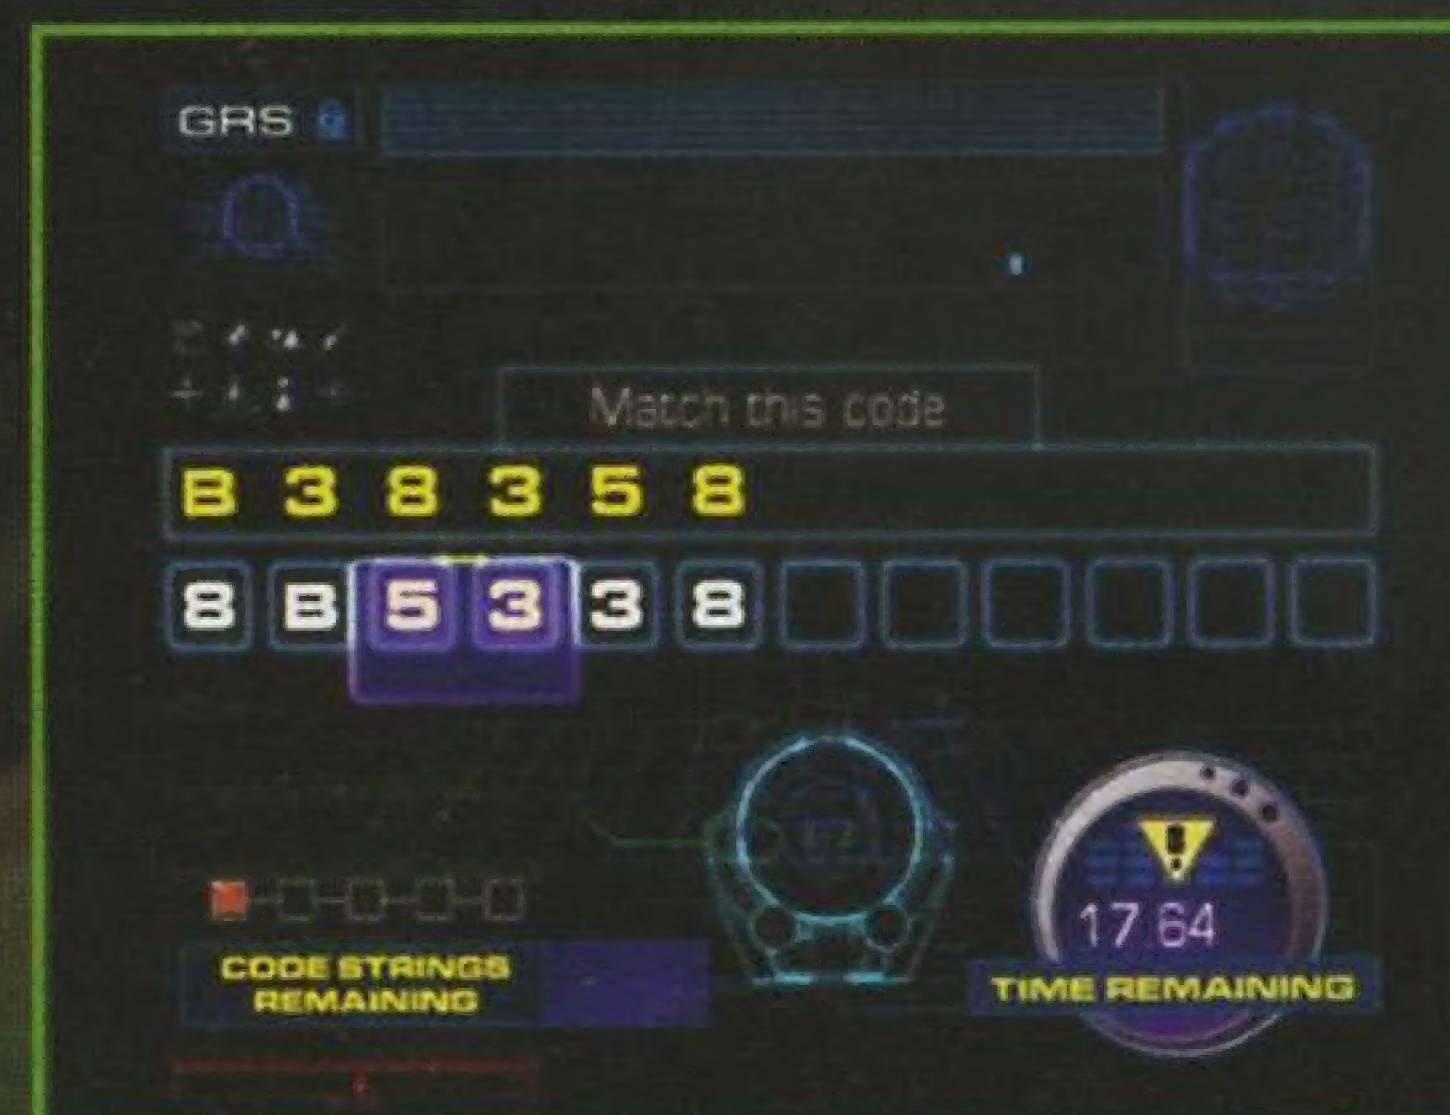 GRS
Match this code
B 3 8 3 5 8
8 B 5 3 3 8
17.64
CODE STRINGS
REMAINING
TIME REMAINING